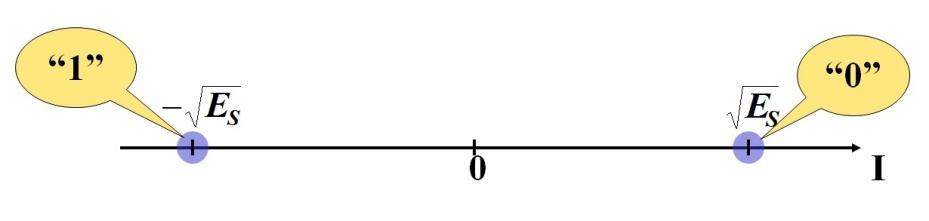 “1”
“0”
−√E_S
√E_S
0
I